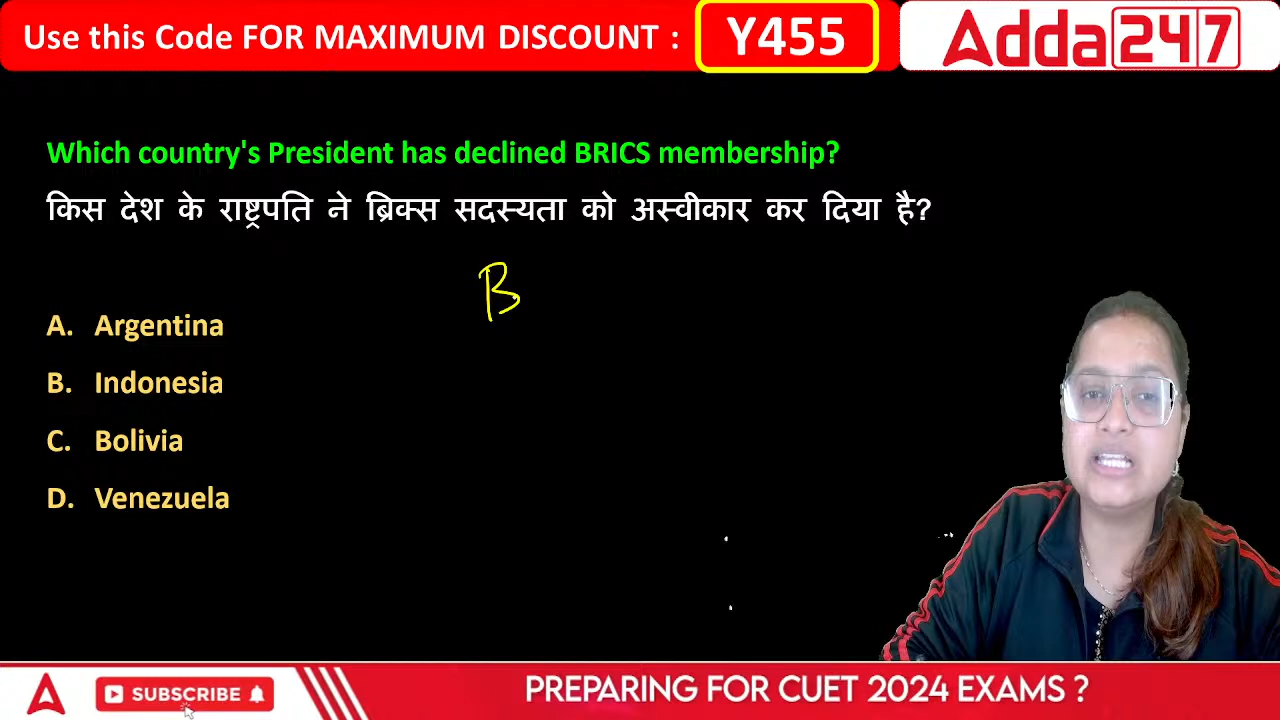 Use this Code FOR MAXIMUM DISCOUNT : Y455 Adda247
Which country's President has declined BRICS membership?
किस देश के राष्ट्रपति ने ब्रिक्स सदस्यता को अस्वीकार कर दिया है?
B
A. Argentina
B. Indonesia
C. Bolivia
D. Venezuela
SUBSCRIBE PREPARING FOR CUET 2024 EXAMS ?